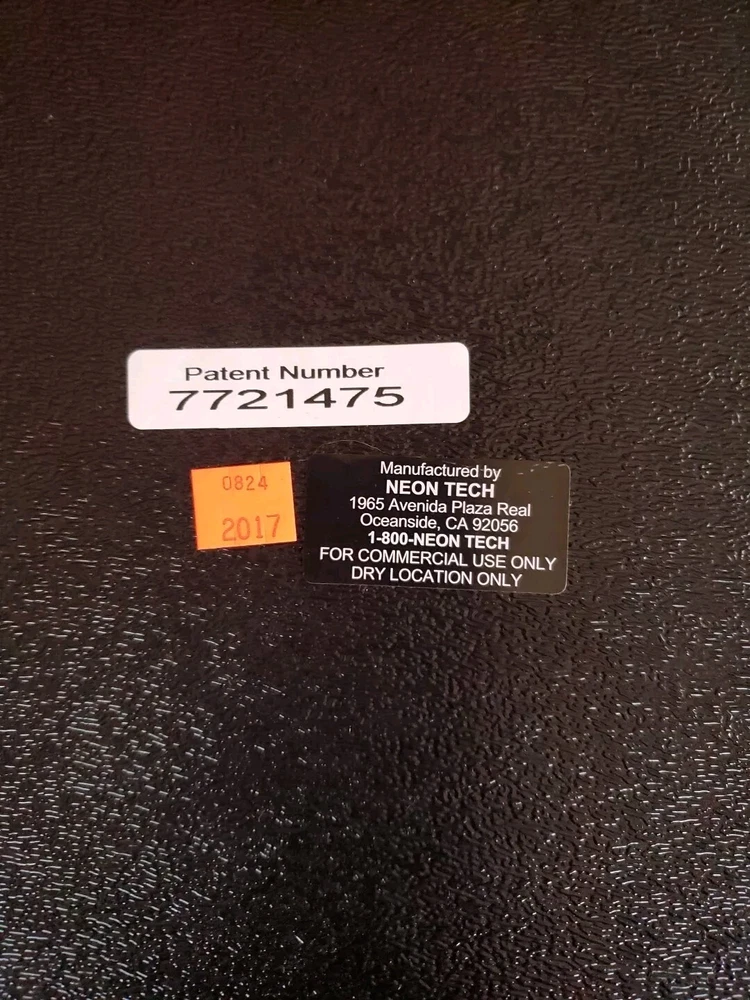 Patent Number
7721475
0824
2017
Manufactured by
NEON TECH
1965 Avenida Plaza Real
Oceanside, CA 92056
1-800-NEON TECH
FOR COMMERCIAL USE ONLY
DRY LOCATION ONLY